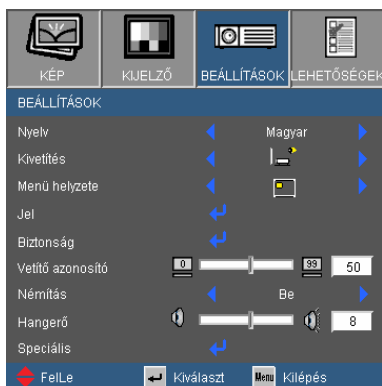 KÉP KIJELZŐ BEÁLLÍTÁSOK LEHETŐSÉGEK
BEÁLLÍTÁSOK
Nyelv Magyar
Kivetítés
Menü helyzete
Jel
Biztonság
Vetítő azonosító 0 99 50
Némítás Be
Hangerő 8
Speciális
FelLe Kiválaszt Menu Kilépés